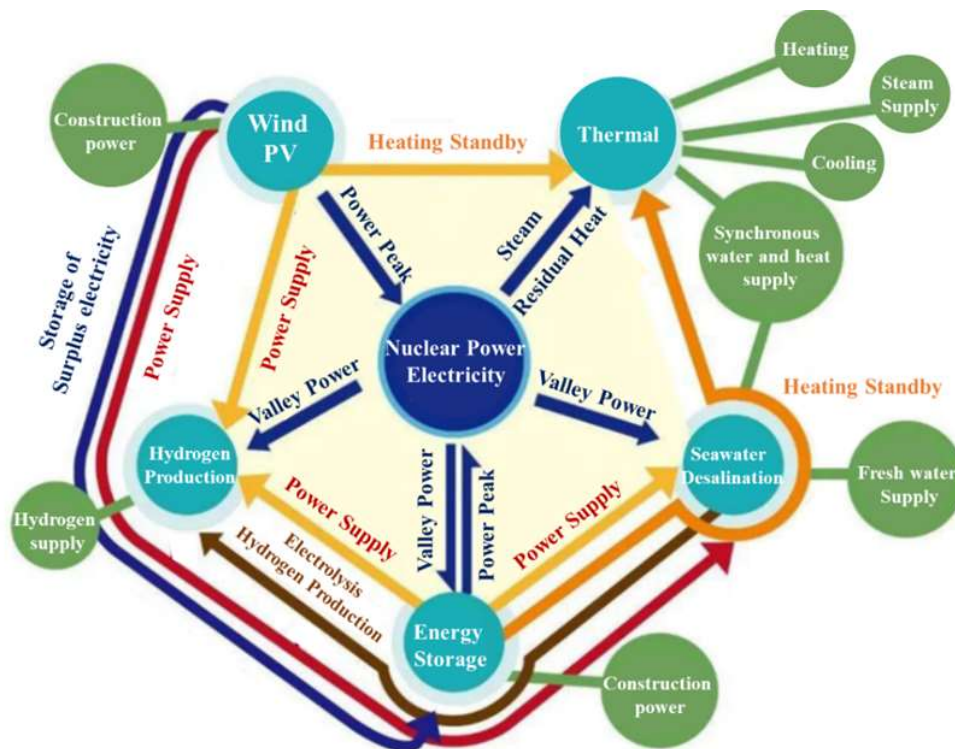 Heating
Steam
Supply
Construction
power
Wind
PV
Thermal
Heating Standby
Cooling
Power Peak
Steam
Residual Heat
Synchronous
water and heat
supply
Storage of
Surplus electricity
Power Supply
Power Supply
Nuclear Power
Electricity
Valley Power
Valley Power
Heating Standby
Hydrogen
Production
Seawater
Desalination
Fresh water
Supply
Hydrogen
supply
Power Supply
Valley Power
Power Peak
Power Supply
Electrolysis
Hydrogen Production
Energy
Storage
Construction
power